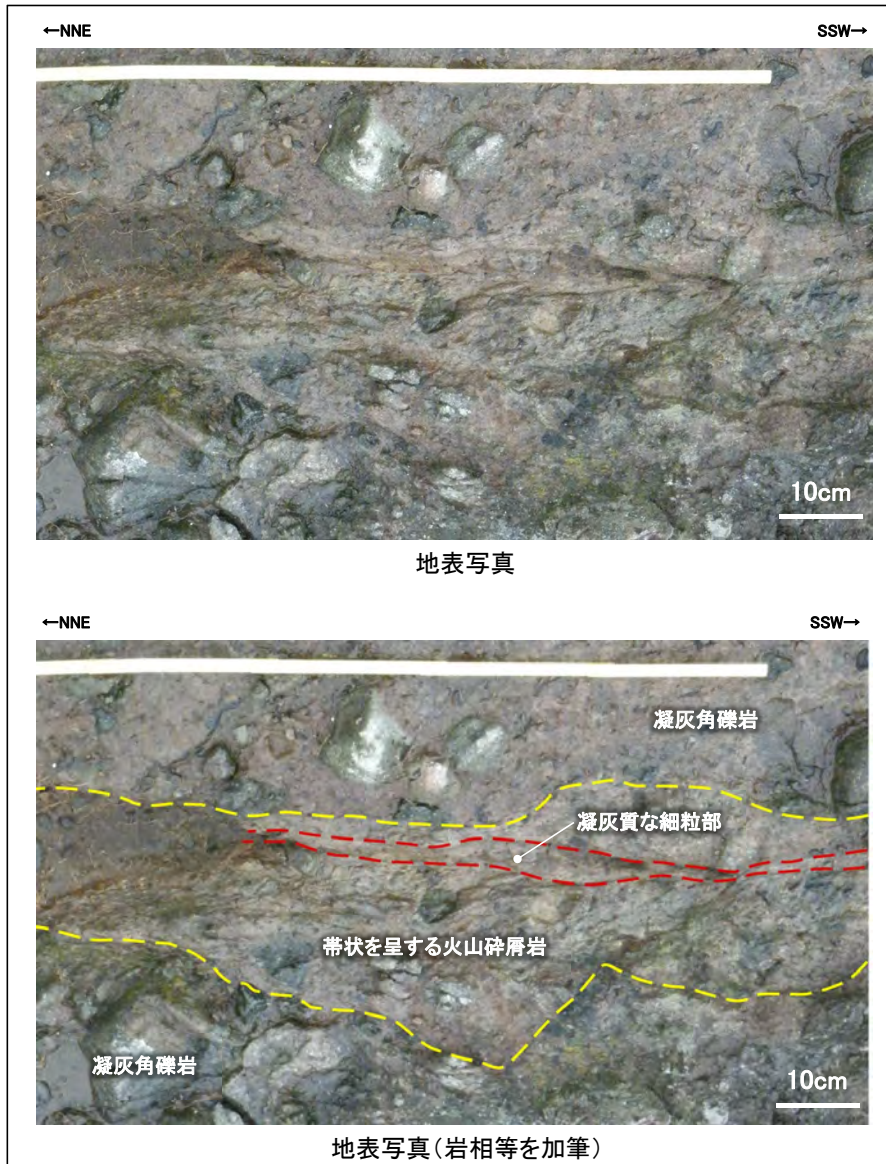 ←NNE
SSW→
10cm
地表写真
←NNE
SSW→
凝灰角礫岩
凝灰質な細粒部
帯状を呈する火山砕屑岩
凝灰角礫岩
10cm
地表写真(岩相等を加筆)